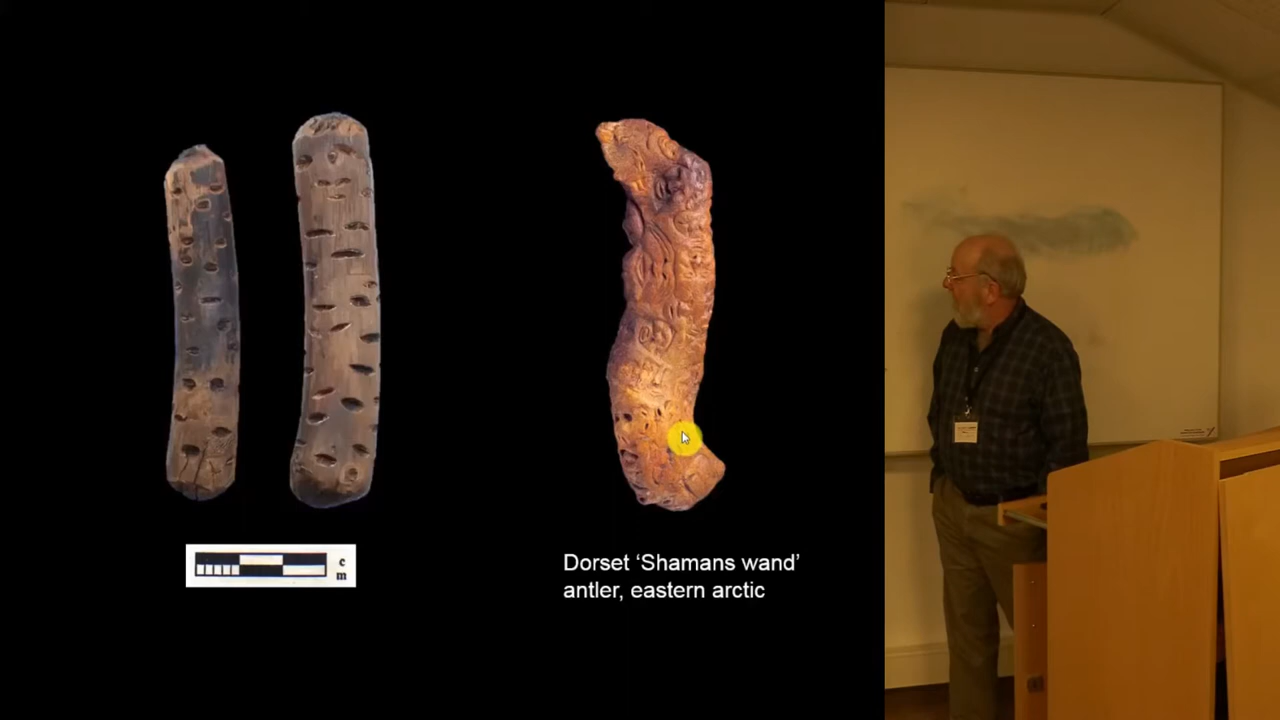 c
m
Dorset ‘Shamans wand’
antler, eastern arctic